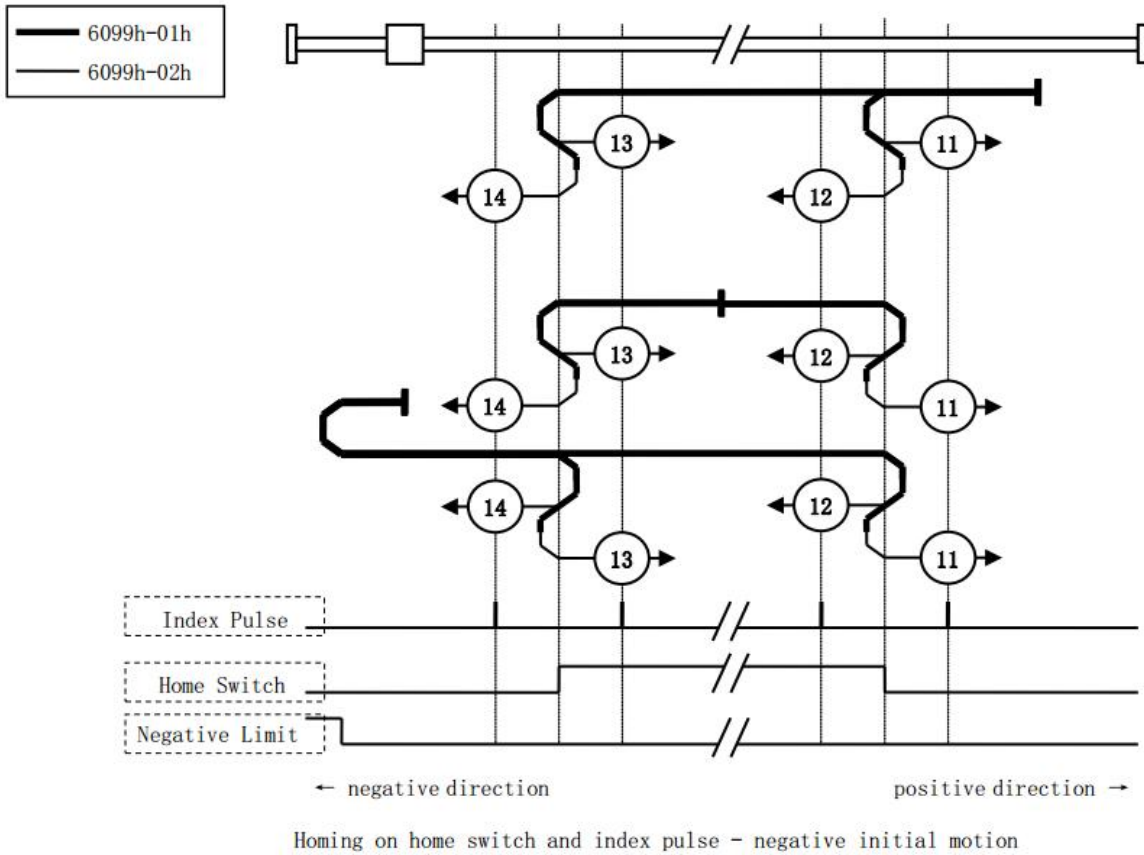 6099h-01h
6099h-02h
13
11
14
12
13
12
14
11
14
12
13
11
Index Pulse
Home Switch
Negative Limit
← negative direction
positive direction →
Homing on home switch and index pulse - negative initial motion